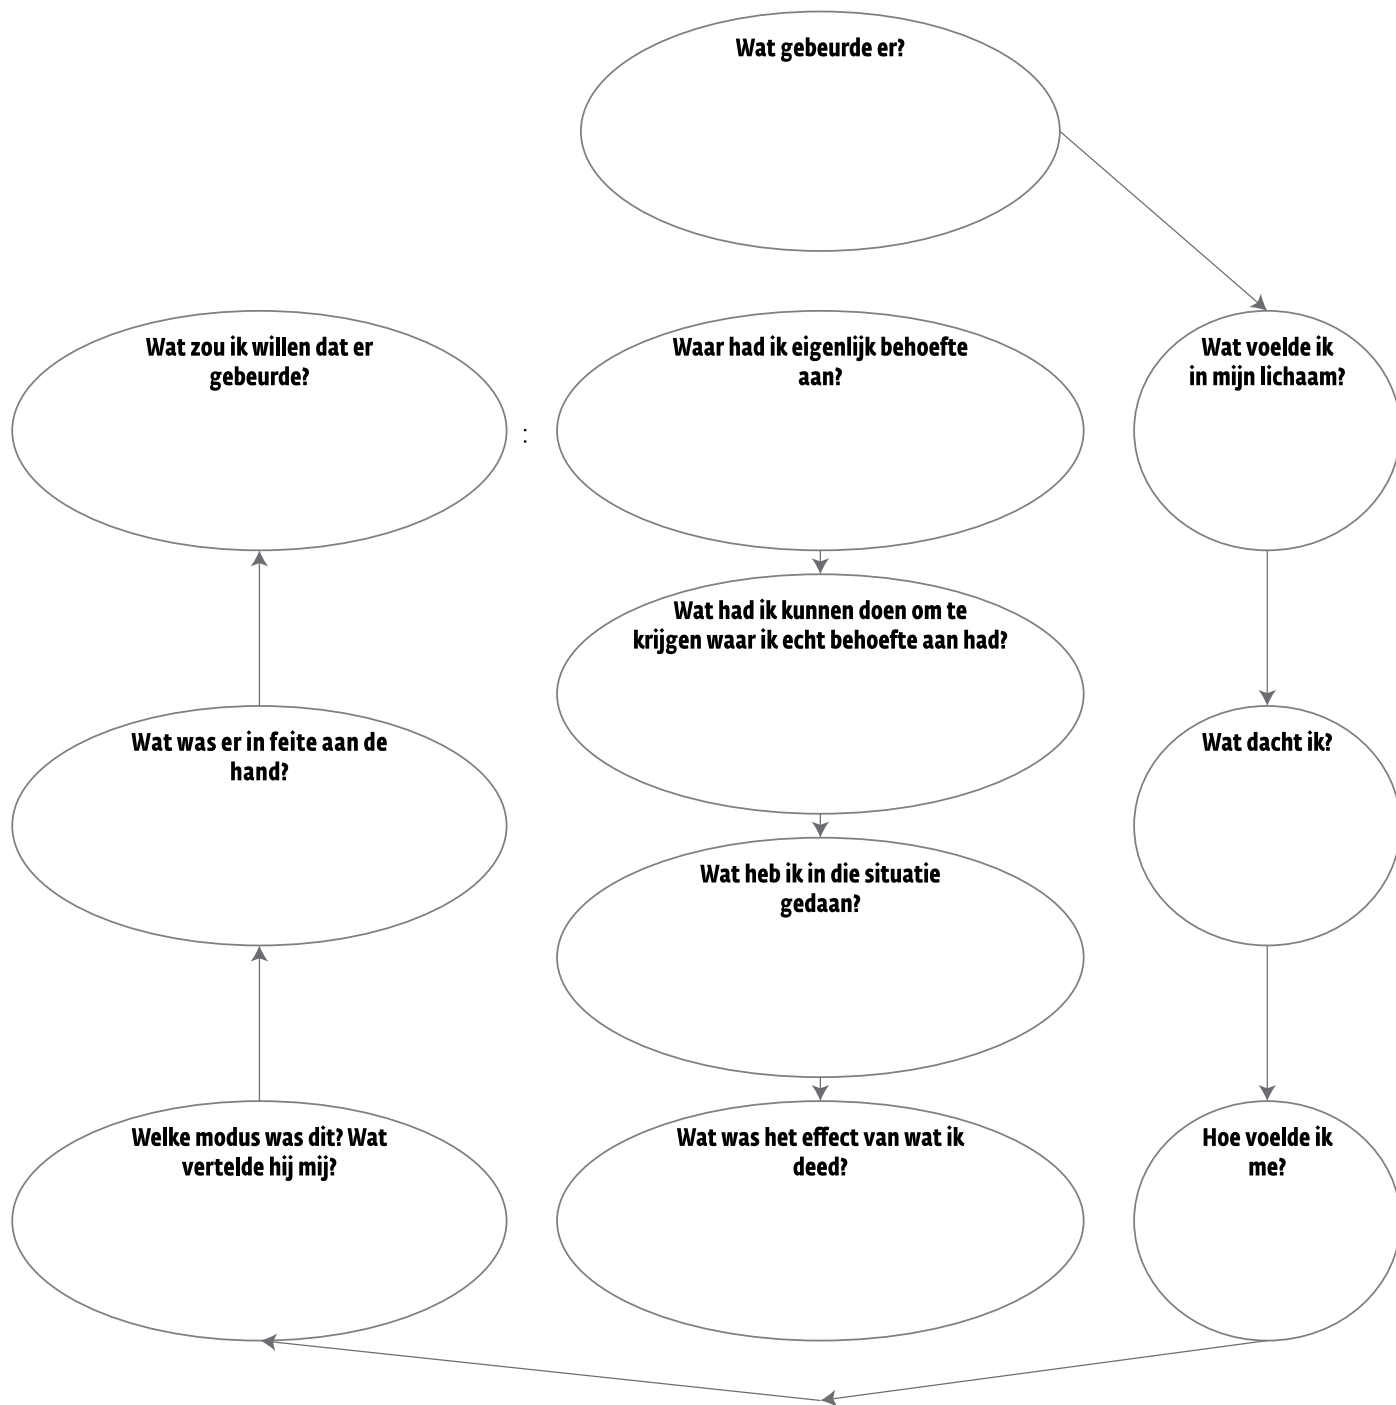 Wat gebeurde er?
Wat zou ik willen dat er
gebeurde?
:
Waar had ik eigenlijk behoefte
aan?
Wat voelde ik
in mijn lichaam?
Wat had ik kunnen doen om te
krijgen waar ik echt behoefte aan had?
Wat was er in feite aan de
hand?
Wat dacht ik?
Wat heb ik in die situatie
gedaan?
Welke modus was dit? Wat
vertelde hij mij?
Wat was het effect van wat ik
deed?
Hoe voelde ik
me?